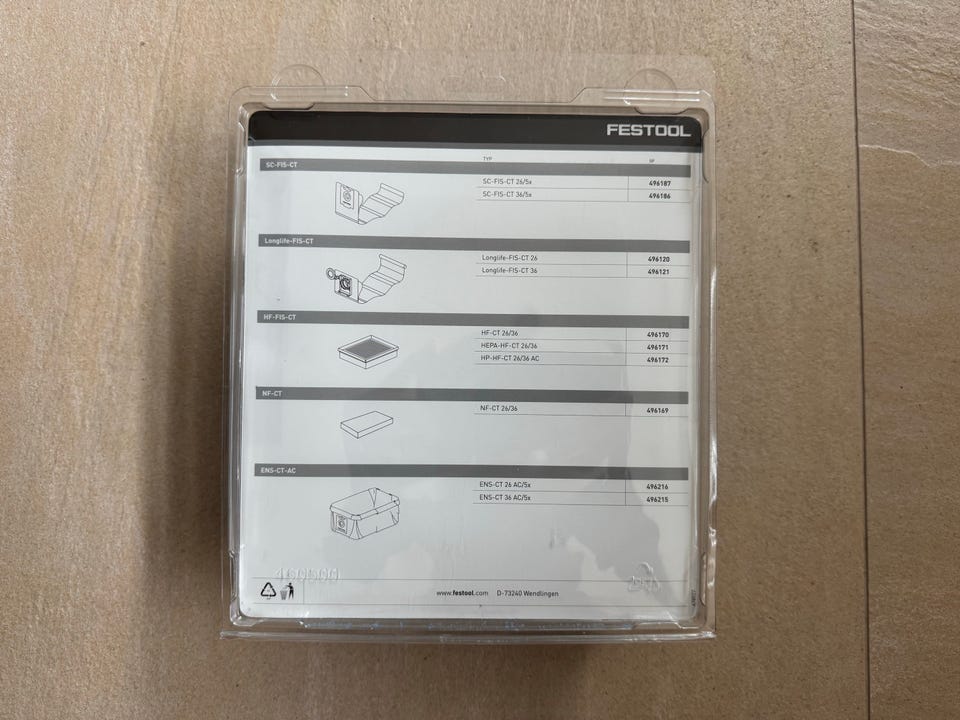 FESTOOL
TYP
SC-FIS-CT
SC-FIS-CT 26/5x 496187
SC-FIS-CT 36/5x 496186
Longlife-FIS-CT
Longlife-FIS-CT 26 496120
Longlife-FIS-CT 36 496121
HF-FIS-CT
HF-CT 26/36 496170
HEPA-HF-CT 26/36 496171
HP-HF-CT 26/36 AC 496172
NF-CT
NF-CT 26/36 496169
ENS-CT-AC
ENS-CT 26 AC/5x 496216
ENS-CT 36 AC/5x 496215
www.festool.com D-73240 Wendlingen